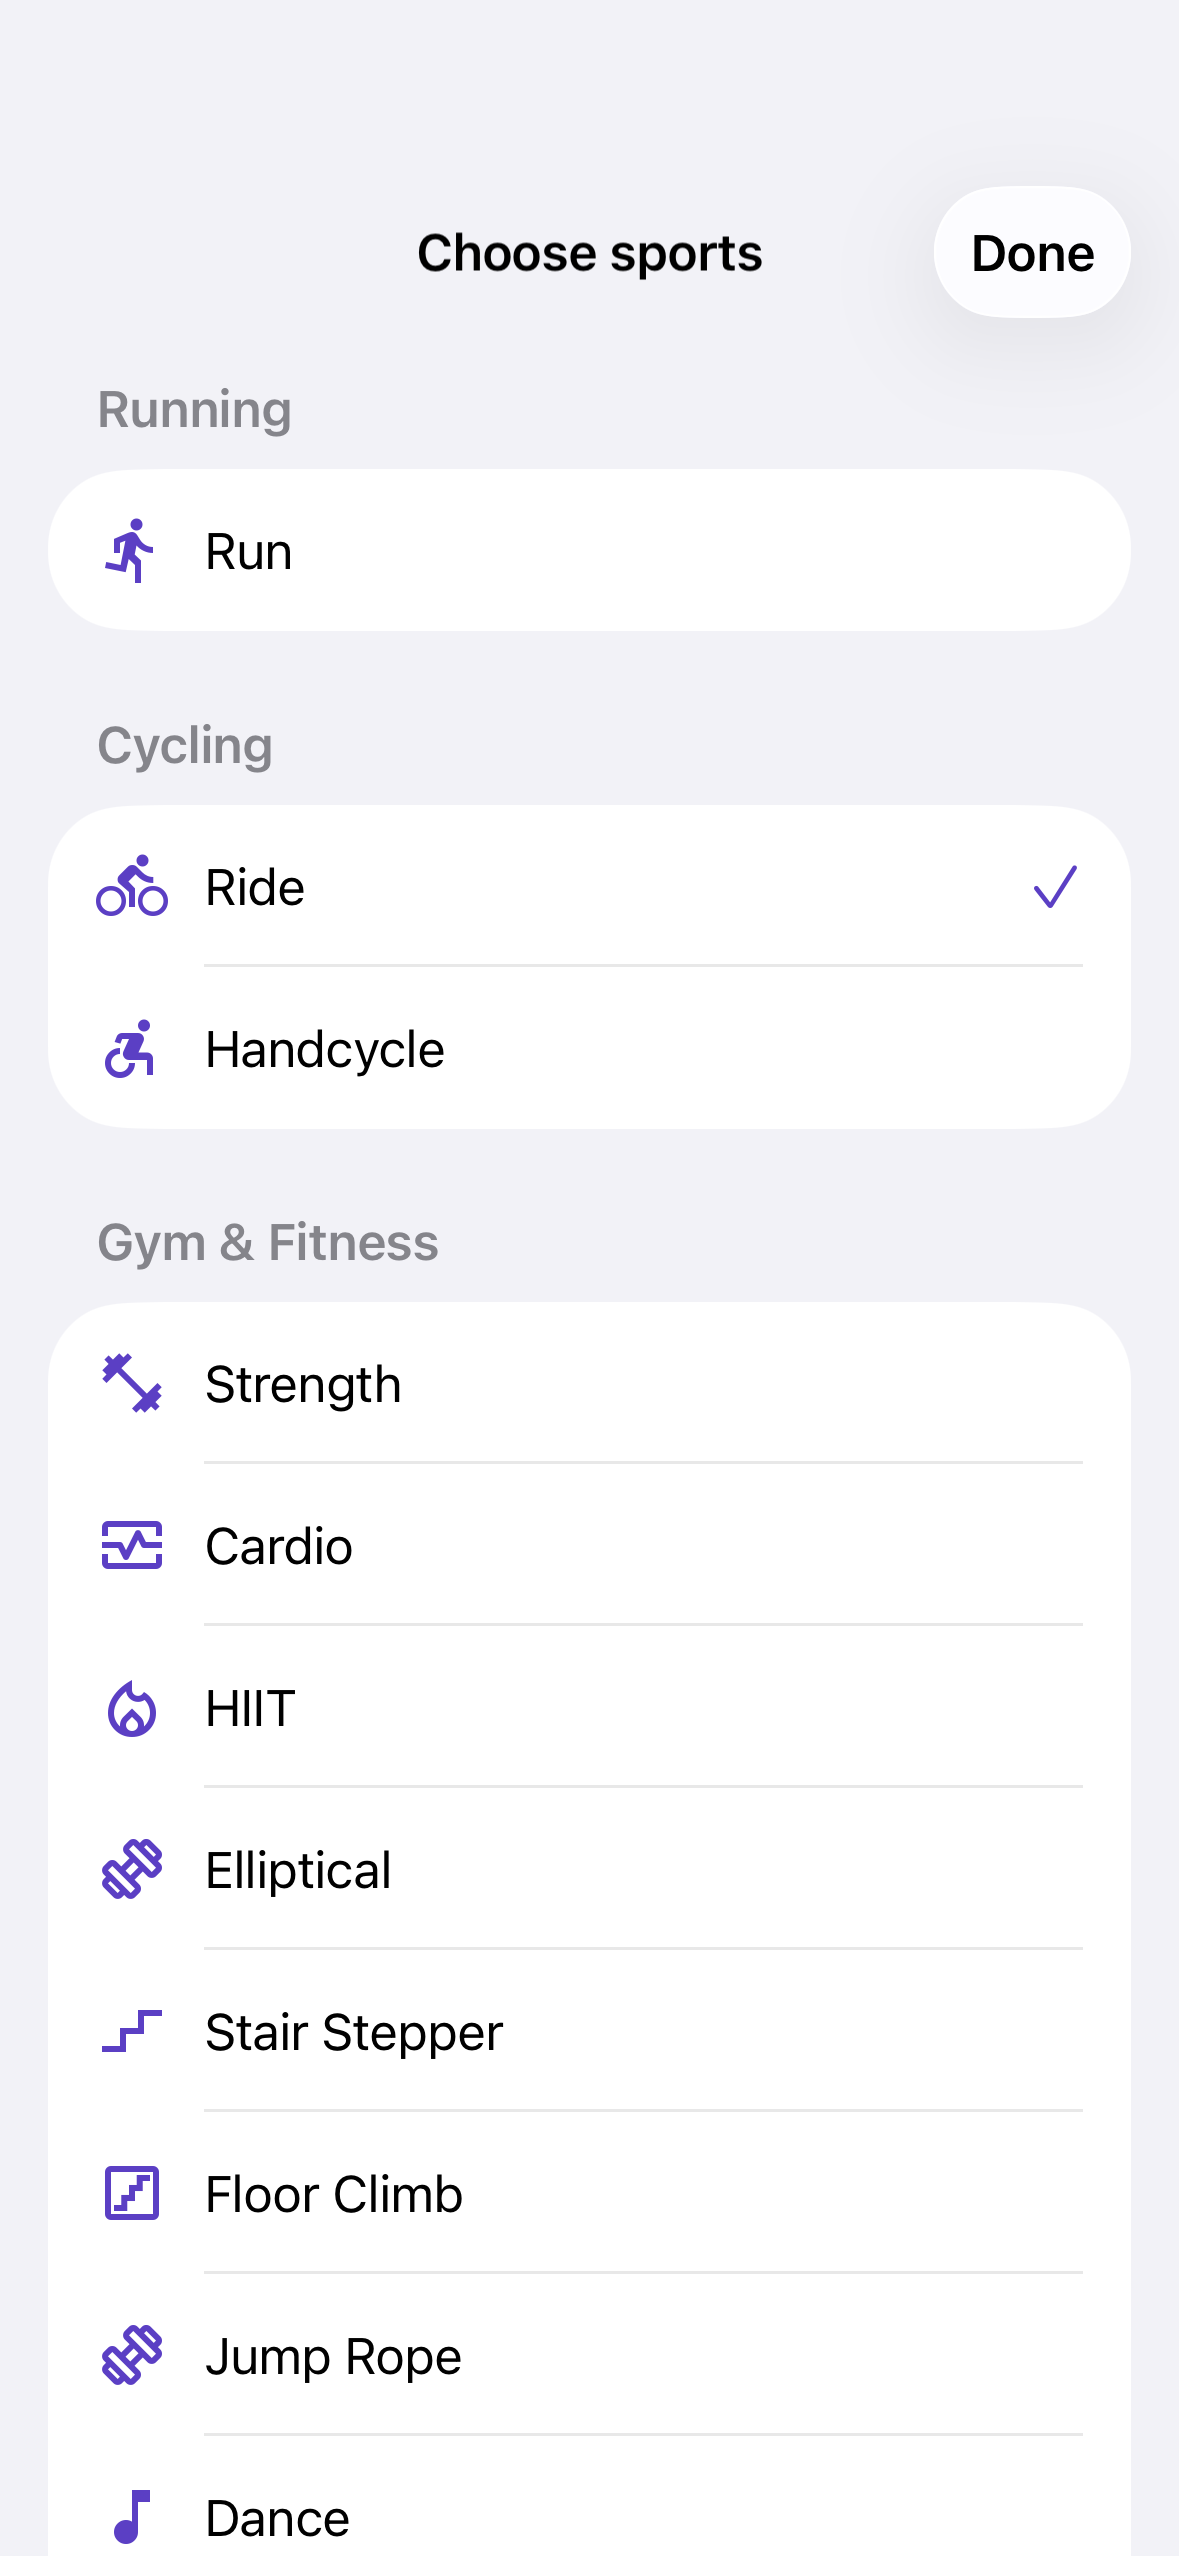 Choose sports
Done
Running
Run
Cycling
Ride
Handcycle
Gym & Fitness
Strength
Cardio
HIIT
Elliptical
Stair Stepper
Floor Climb
Jump Rope
Dance